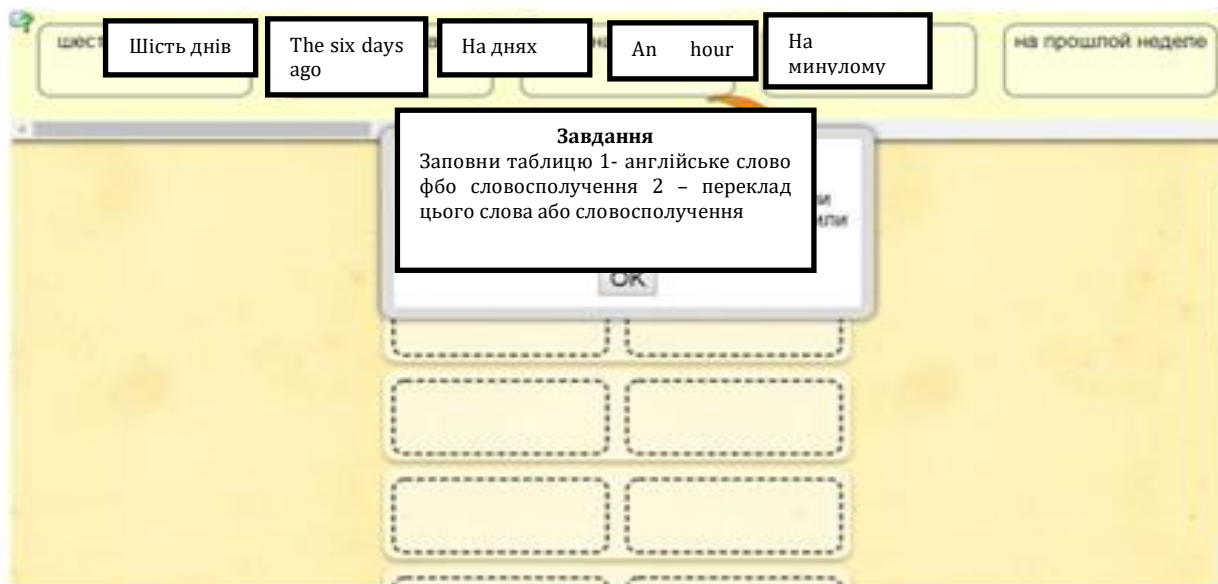 шест
Шість днів
The six days
ago
На днях
An hour
На
минулому
на прошлой неделе
Завдання
Заповни таблицю 1- англійське слово
фбо словосполучення 2 – переклад
цього слова або словосполучення
или
OK